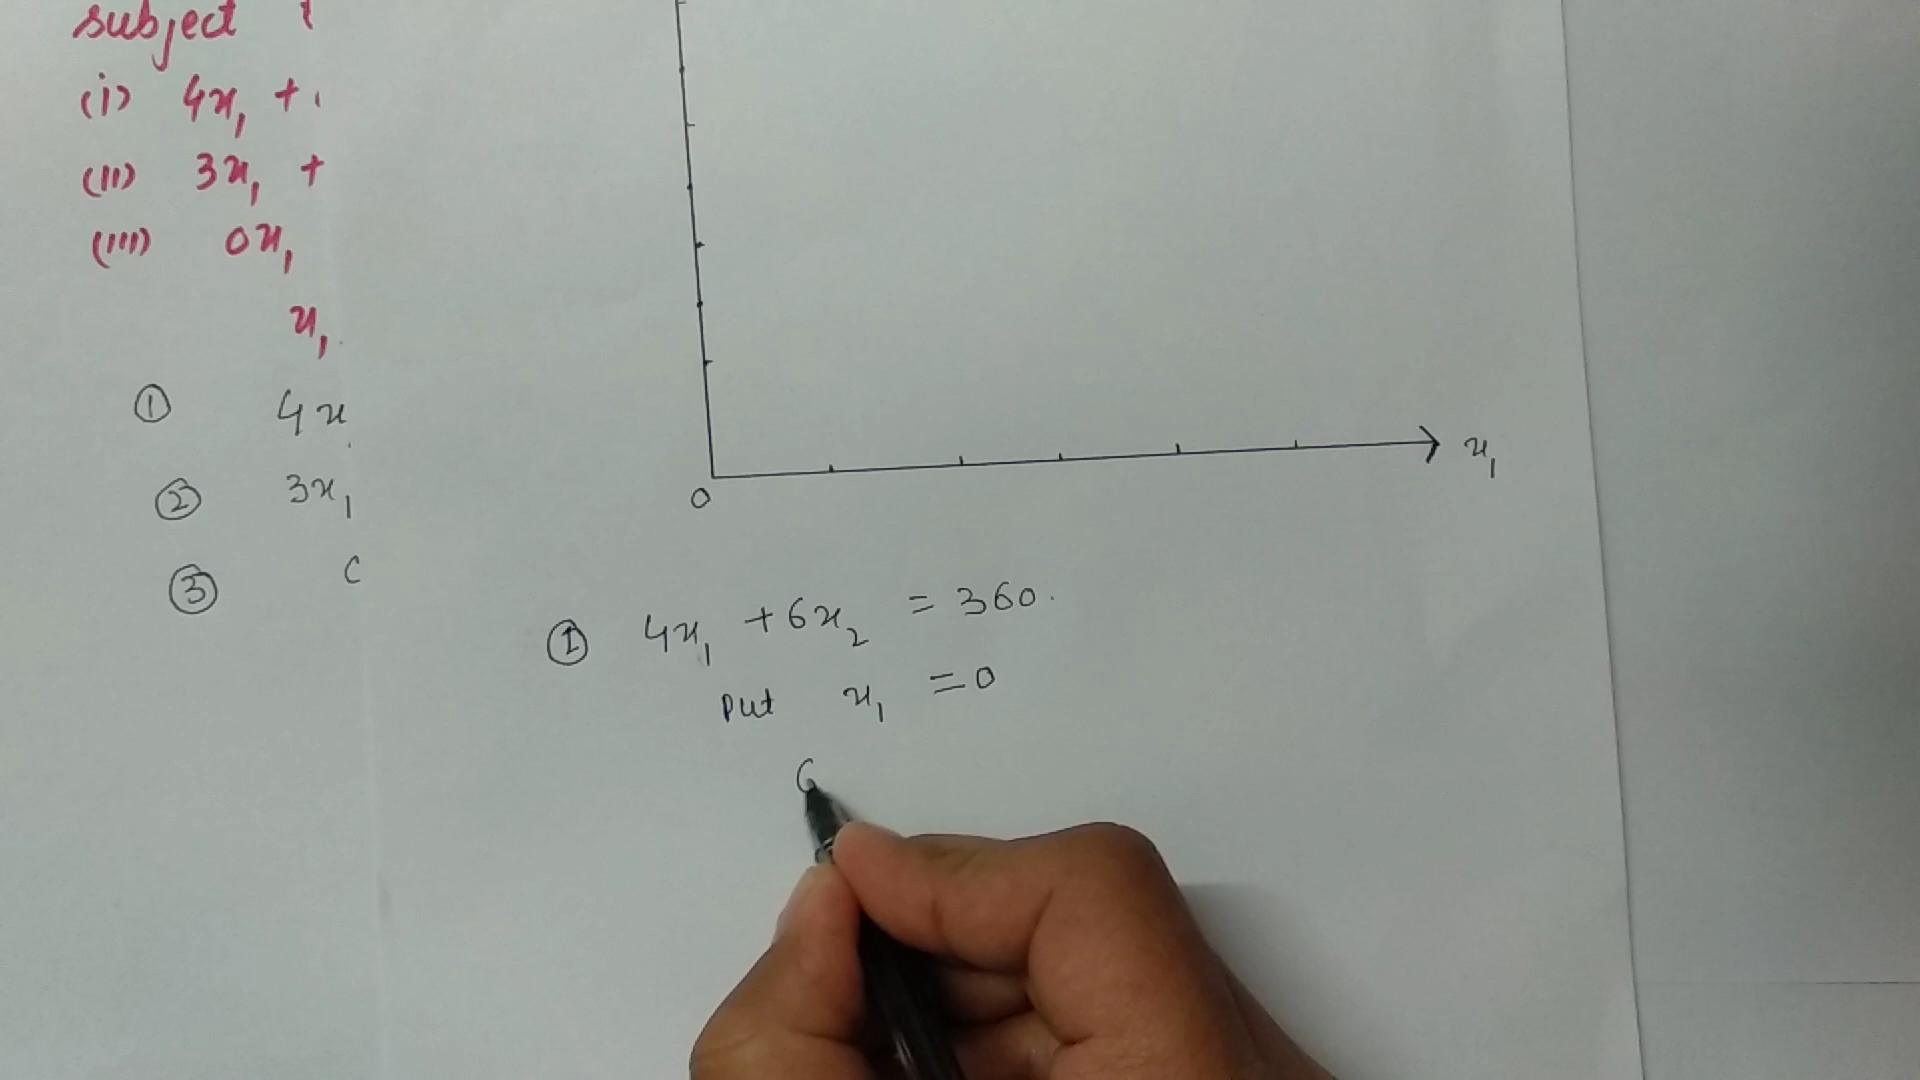 subject
(i) 4x₁ +
(ii) 3x₁ +
(iii) 0x₁
x₁
① 4x
② 3x₁
③
x₁
0
① 4x₁ + 6x₂ = 360.
Put x₁ = 0
6